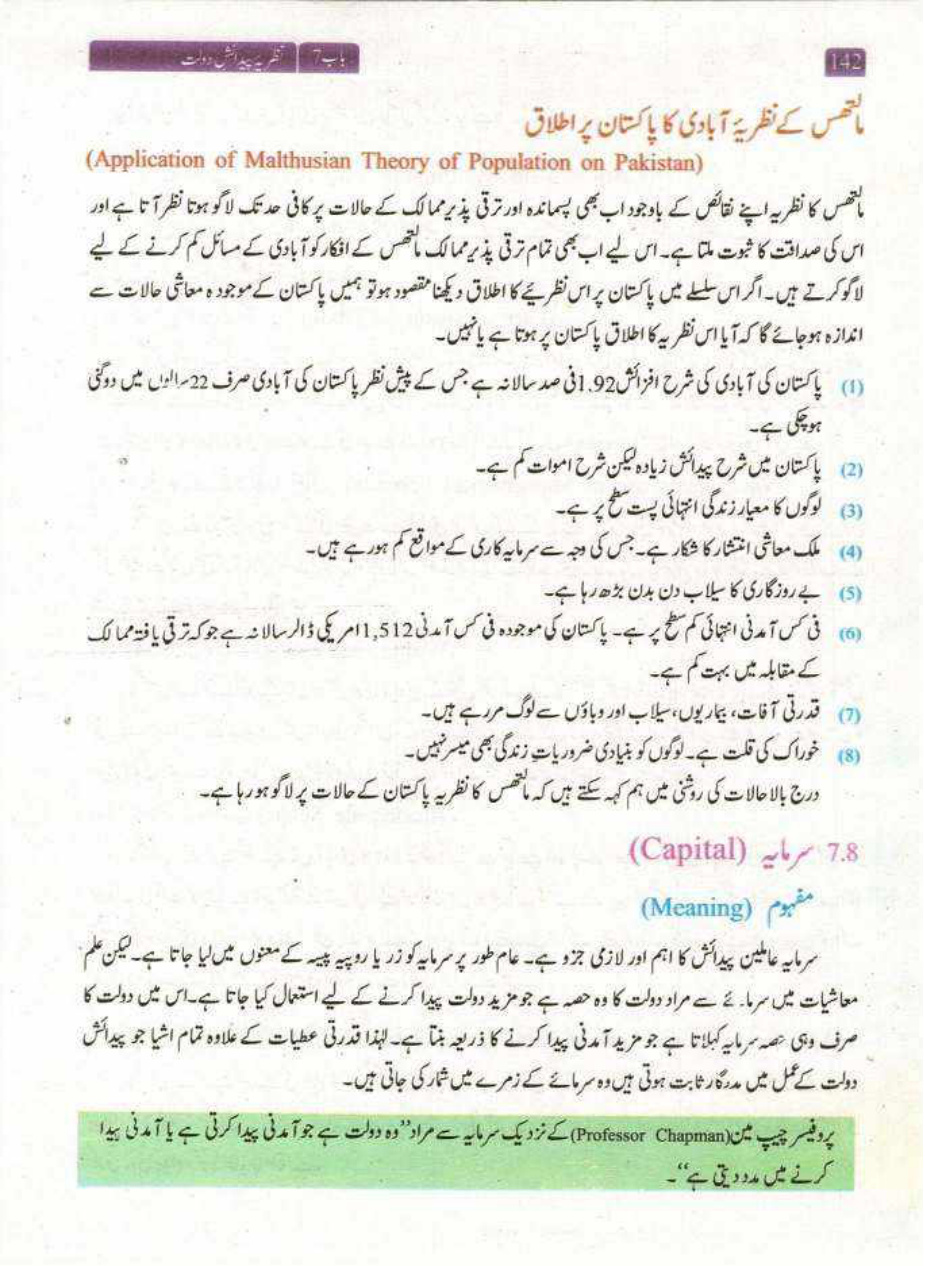 142
باب 7 نظریہ پیدائش دولت
مالتھس کے نظریۂ آبادی کا پاکستان پر اطلاق
(Application of Malthusian Theory of Population on Pakistan)
مالتھس کا نظریہ اپنے نقائص کے باوجود اب بھی پسماندہ اور ترقی پذیر ممالک کے حالات پر کافی حد تک لاگو ہوتا نظر آتا ہے اور
اس کی صداقت کا ثبوت ملتا ہے۔ اس لیے اب بھی تمام ترقی پذیر ممالک مالتھس کے افکار کو آبادی کے مسائل کم کرنے کے لیے
لاگو کرتے ہیں۔ اگر اس سلسلے میں پاکستان پر اس نظریئے کا اطلاق دیکھنا مقصود ہو تو ہمیں پاکستان کے موجودہ معاشی حالات سے
اندازہ ہو جائے گا کہ آیا اس نظریہ کا اطلاق پاکستان پر ہوتا ہے یا نہیں۔
(1) پاکستان کی آبادی کی شرح افزائش 1.92 فی صد سالانہ ہے جس کے پیش نظر پاکستان کی آبادی صرف 22 سالوں میں دوگنی
ہو چکی ہے۔
(2) پاکستان میں شرح پیدائش زیادہ لیکن شرح اموات کم ہے۔
(3) لوگوں کا معیار زندگی انتہائی پست سطح پر ہے۔
(4) ملک معاشی انتشار کا شکار ہے۔ جس کی وجہ سے سرمایہ کاری کے مواقع کم ہو رہے ہیں۔
(5) بے روزگاری کا سیلاب دن بدن بڑھ رہا ہے۔
(6) فی کس آمدنی انتہائی کم سطح پر ہے۔ پاکستان کی موجودہ فی کس آمدنی 1,512 امریکی ڈالر سالانہ ہے جو کہ ترقی یافتہ ممالک
کے مقابلہ میں بہت کم ہے۔
(7) قدرتی آفات، بیماریوں، سیلاب اور وباؤں سے لوگ مر رہے ہیں۔
(8) خوراک کی قلت ہے۔ لوگوں کو بنیادی ضروریاتِ زندگی بھی میسر نہیں۔
درج بالا حالات کی روشنی میں ہم کہہ سکتے ہیں کہ مالتھس کا نظریہ پاکستان کے حالات پر لاگو ہو رہا ہے۔
7.8 سرمایہ (Capital)
مفہوم (Meaning)
سرمایہ عاملین پیدائش کا اہم اور لازمی جزو ہے۔ عام طور پر سرمایہ کو زر یا روپیہ پیسہ کے معنوں میں لیا جاتا ہے۔ لیکن علم
معاشیات میں سرمائے سے مراد دولت کا وہ حصہ ہے جو مزید دولت پیدا کرنے کے لیے استعمال کیا جاتا ہے۔ اس میں دولت کا
صرف وہی حصہ سرمایہ کہلاتا ہے جو مزید آمدنی پیدا کرنے کا ذریعہ بنتا ہے۔ لہٰذا قدرتی عطیات کے علاوہ تمام اشیا جو پیدائش
دولت کے عمل میں مددگار ثابت ہوتی ہیں وہ سرمائے کے زمرے میں شمار کی جاتی ہیں۔
پروفیسر چیپ مین (Professor Chapman) کے نزدیک سرمایہ سے مراد ”وہ دولت ہے جو آمدنی پیدا کرتی ہے یا آمدنی پیدا
کرنے میں مدد دیتی ہے“۔